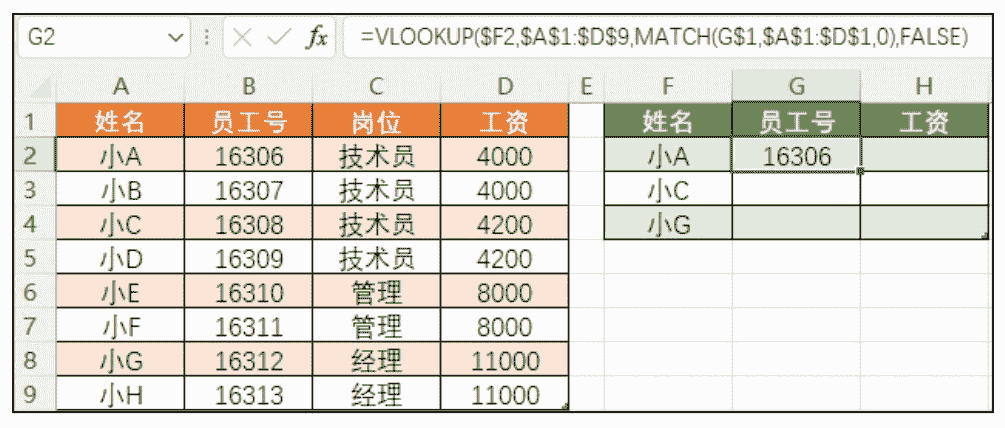 G2 fx =VLOOKUP($F2,$A$1:$D$9,MATCH(G$1,$A$1:$D$1,0),FALSE)
A B C D E F G H
1 姓名 员工号 岗位 工资 姓名 员工号 工资
2 小A 16306 技术员 4000 小A 16306
3 小B 16307 技术员 4000 小C
4 小C 16308 技术员 4200 小G
5 小D 16309 技术员 4200
6 小E 16310 管理 8000
7 小F 16311 管理 8000
8 小G 16312 经理 11000
9 小H 16313 经理 11000